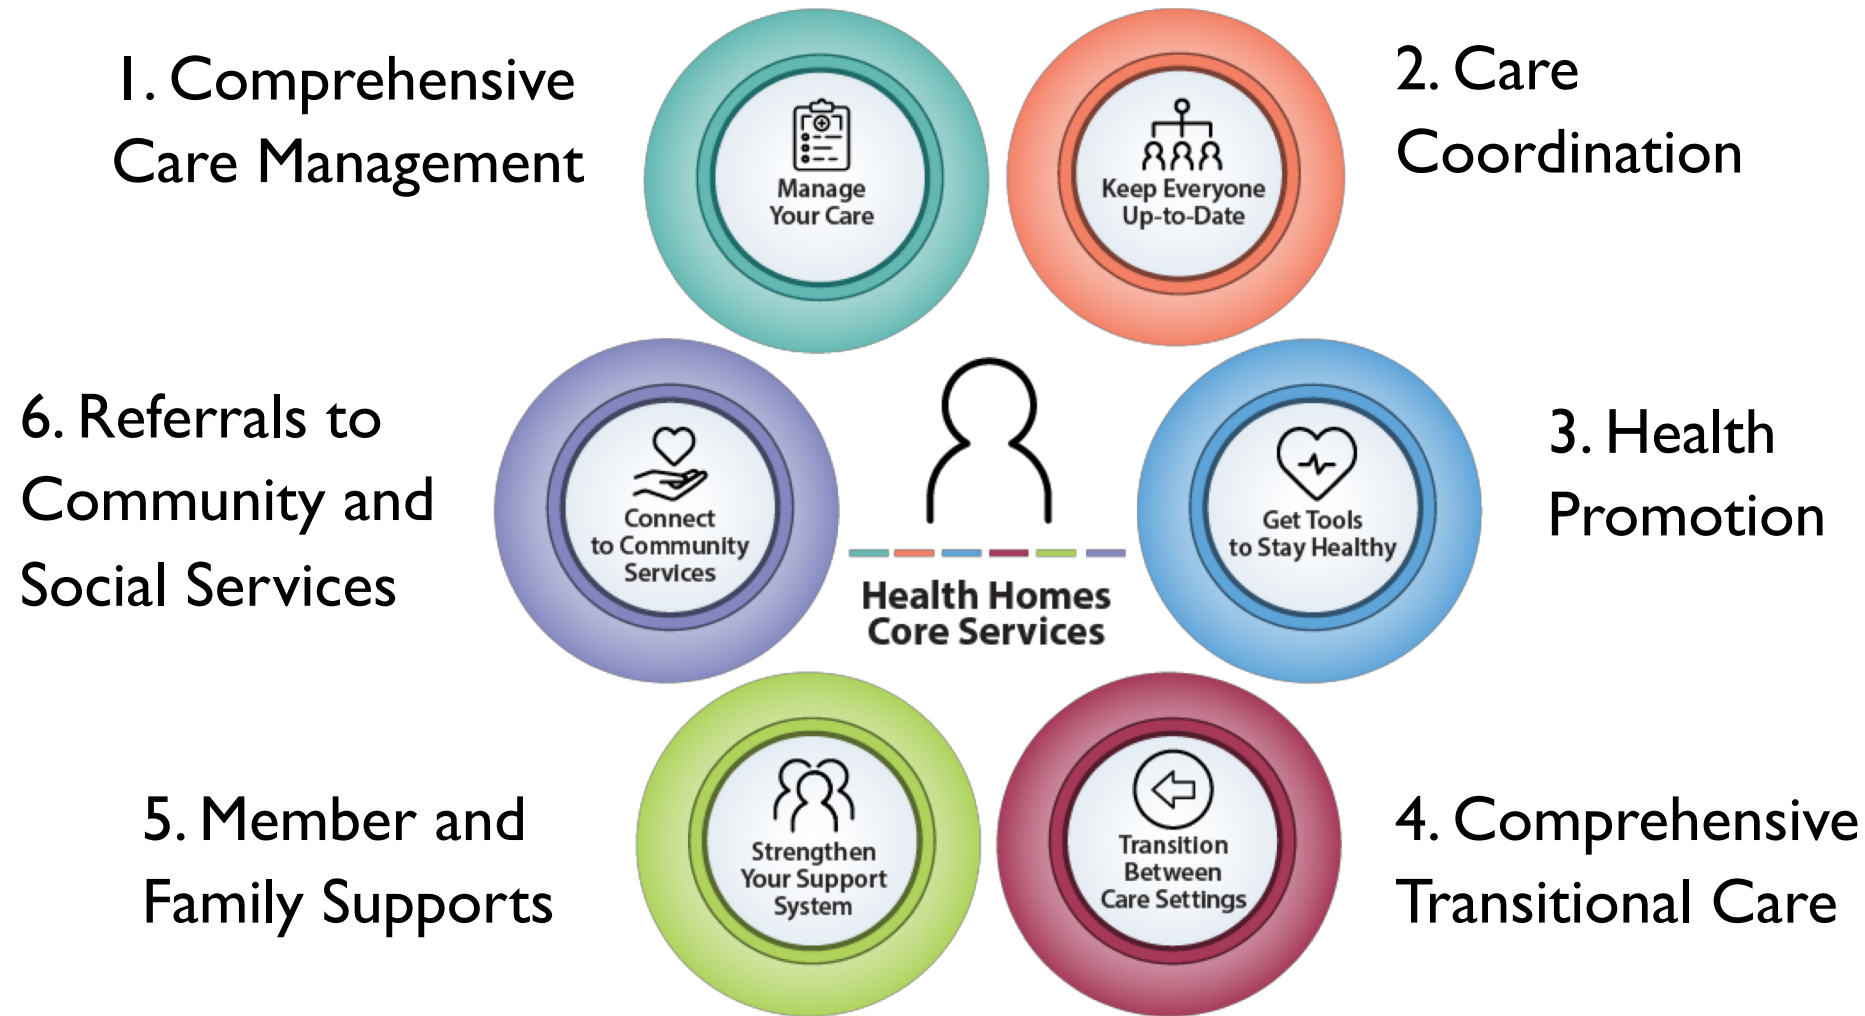 1. Comprehensive
Care Management
Manage
Your Care
Keep Everyone
Up-to-Date
2. Care
Coordination
6. Referrals to
Community and
Social Services
Connect
to Community
Services
Health Homes
Core Services
Get Tools
to Stay Healthy
3. Health
Promotion
5. Member and
Family Supports
Strengthen
Your Support
System
Transition
Between
Care Settings
4. Comprehensive
Transitional Care